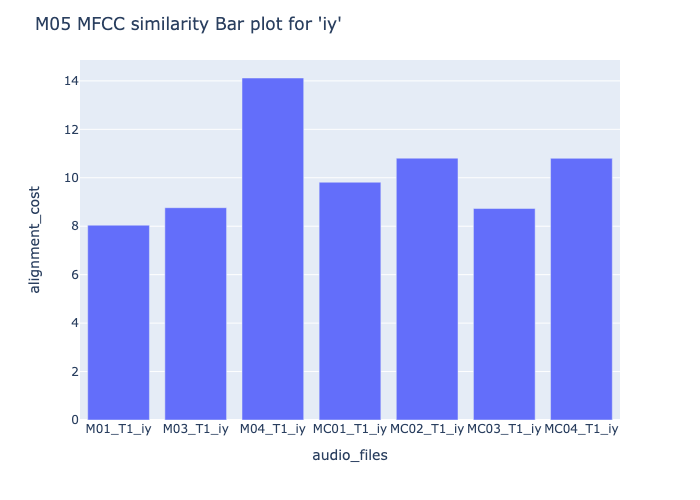 M05 MFCC similarity Bar plot for 'iy'
14
12
10
8
6
4
2
0
alignment_cost
M01_T1_iy M03_T1_iy M04_T1_iy MC01_T1_iy MC02_T1_iy MC03_T1_iy MC04_T1_iy
audio_files